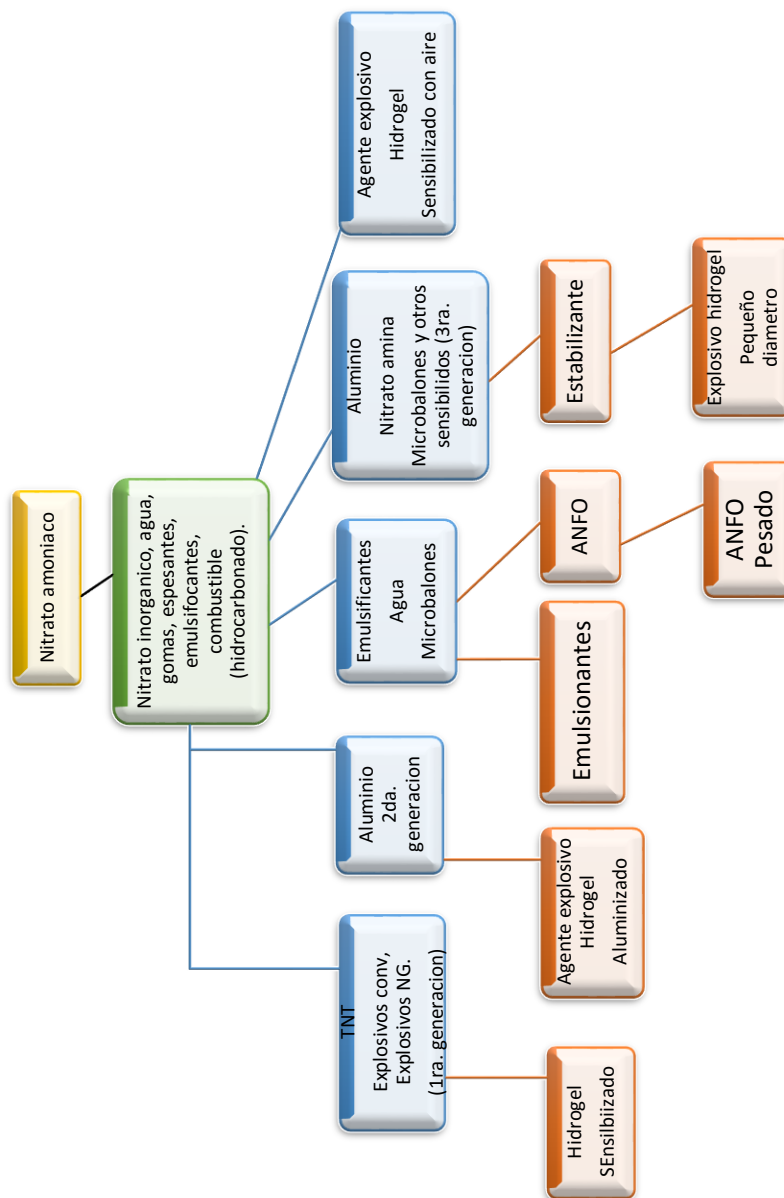 Nitrato amoniaco
Nitrato inorganico, agua,
gomas, espesantes,
emulsifocantes,
combustible
(hidrocarbonado).
TNT
Explosivos conv,
Explosivos NG.
(1ra. generacion)
Aluminio
2da.
generacion
Emulsificantes
Agua
Microbalones
Aluminio
Nitrato amina
Microbalones y otros
sensibilidos (3ra.
generacion)
Agente explosivo
Hidrogel
Sensibilizado con aire
Hidrogel
SEnsilbiizado
Agente explosivo
Hidrogel
Aluminizado
Emulsionantes
ANFO
Estabilizante
ANFO
Pesado
Explosivo hidrogel
Pequeño
diametro